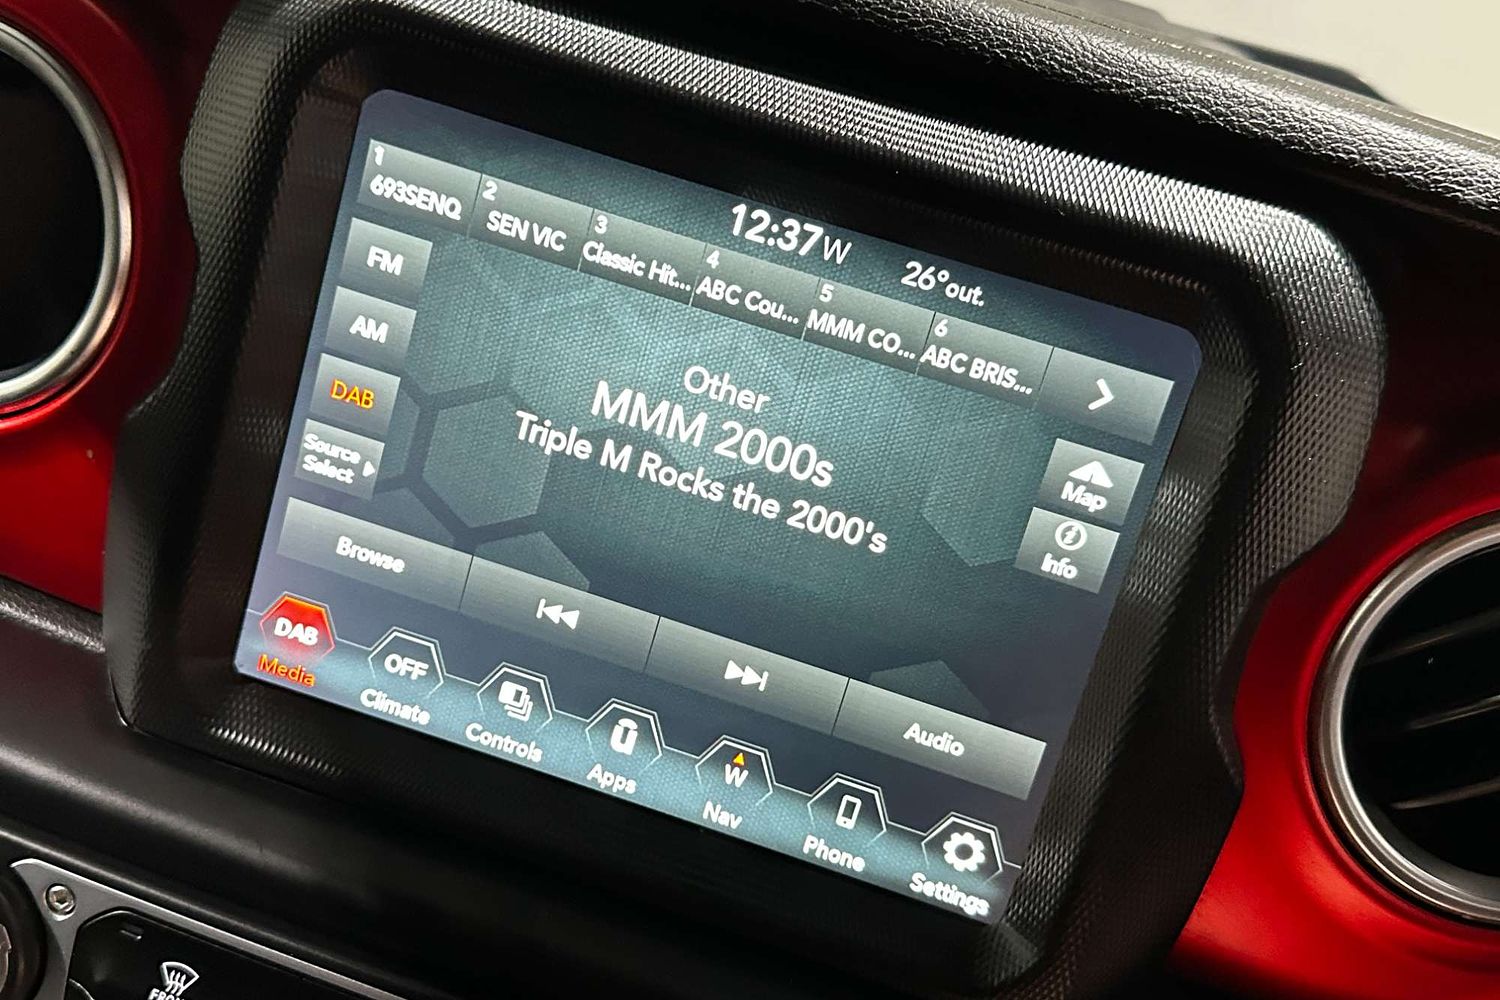 12:37 W 26°out.
1 2 3 4 5 6
693SENQ SEN VIC Classic Hit... ABC Cou... MMM CO... ABC BRIS...
FM
AM
DAB
Source
Select
Other
MMM 2000s
Triple M Rocks the 2000's
Map
i
Info
Browse
Audio
DAB
Media
OFF
Climate
Controls
Apps
W
Nav
Phone
Settings